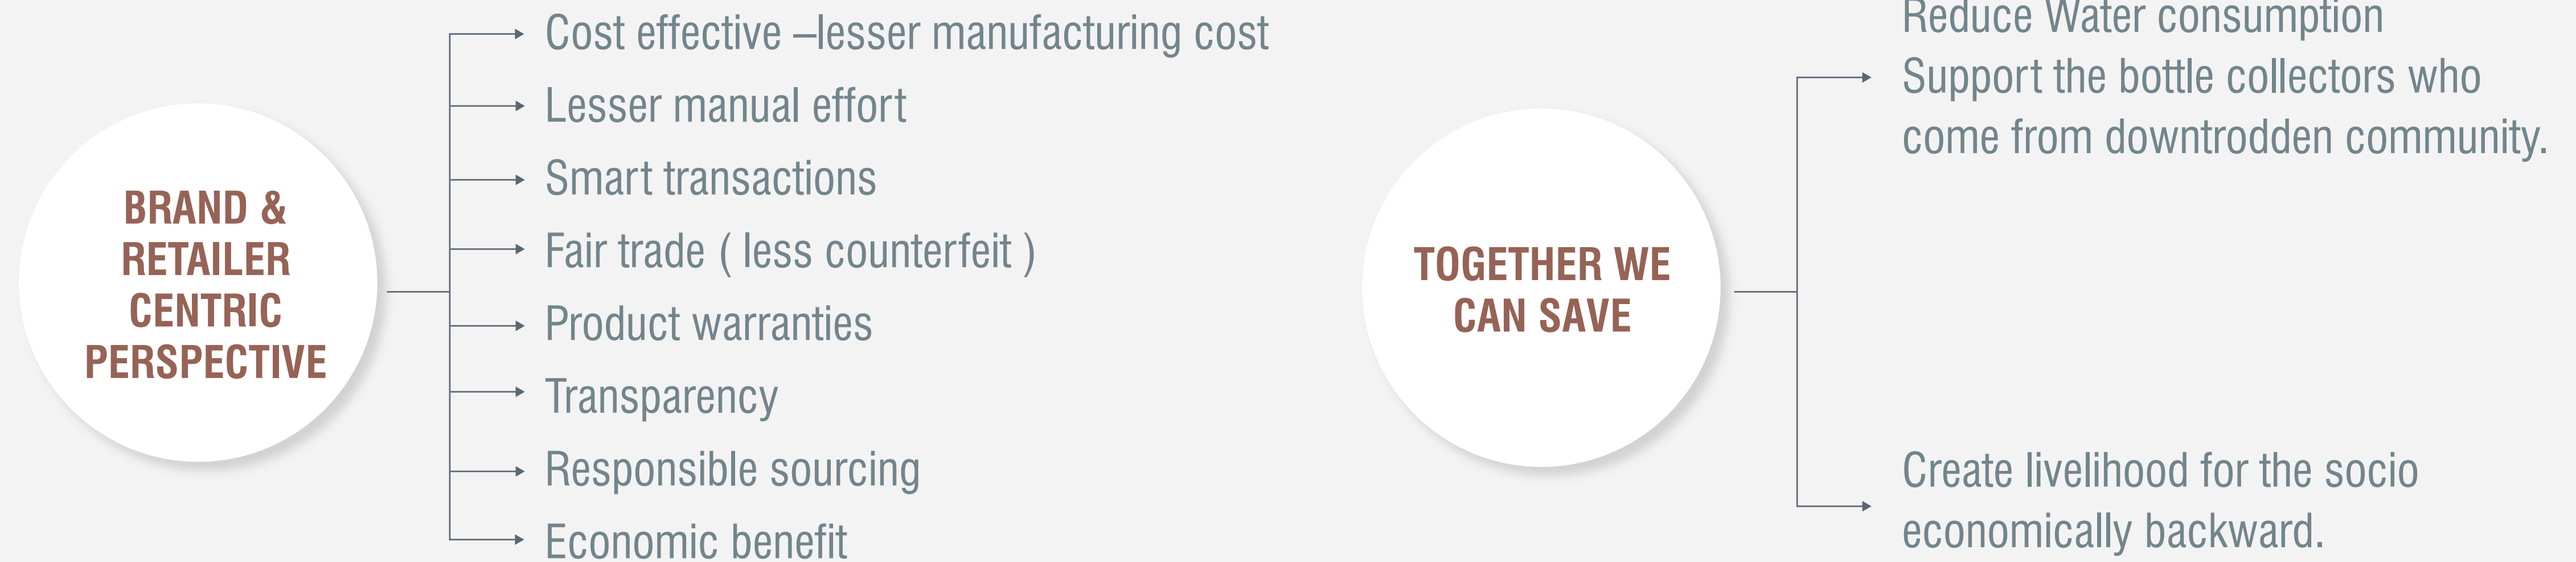 BRAND &
RETAILER
CENTRIC
PERSPECTIVE
Cost effective –lesser manufacturing cost
Lesser manual effort
Smart transactions
Fair trade ( less counterfeit )
Product warranties
Transparency
Responsible sourcing
Economic benefit
TOGETHER WE
CAN SAVE
Reduce Water consumption
Support the bottle collectors who
come from downtrodden community.
Create livelihood for the socio
economically backward.